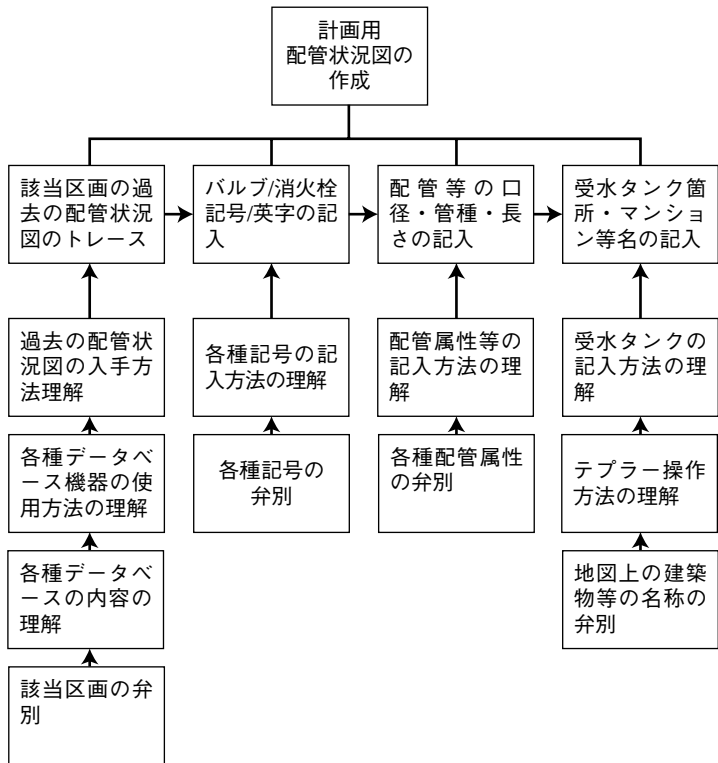 計画用
配管状況図の
作成
該当区画の過
去の配管状況
図のトレース
バルブ/消火栓
記号/英字の記
入
配管等の口
径・管種・長
さの記入
受水タンク箇
所・マンショ
ン等名の記入
過去の配管状
況図の入手方
法理解
各種記号の記
入方法の理解
配管属性等の
記入方法の理
解
受水タンクの
記入方法の理
解
各種データベ
ース機器の使
用方法の理解
各種記号の
弁別
各種配管属性
の弁別
テプラー操作
方法の理解
各種データベ
ースの内容の
理解
地図上の建築
物等の名称の
弁別
該当区画の弁
別